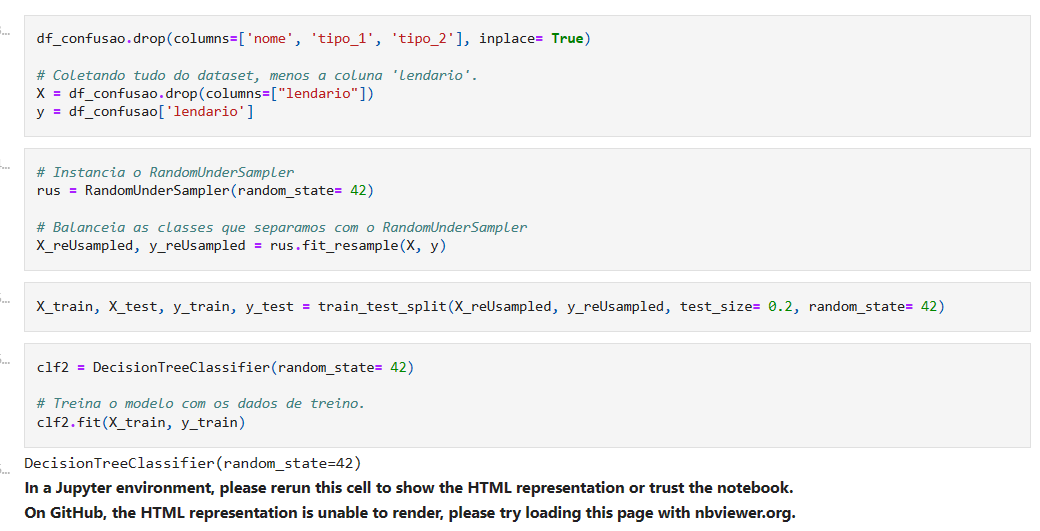 df_confusao.drop(columns=['nome', 'tipo_1', 'tipo_2'], inplace= True)
# Coletando tudo do dataset, menos a coluna 'lendario'.
X = df_confusao.drop(columns=["lendario"])
y = df_confusao['lendario']
# Instancia o RandomUnderSampler
rus = RandomUnderSampler(random_state= 42)
# Balanceia as classes que separamos com o RandomUnderSampler
X_reUsampled, y_reUsampled = rus.fit_resample(X, y)
X_train, X_test, y_train, y_test = train_test_split(X_reUsampled, y_reUsampled, test_size= 0.2, random_state= 42)
clf2 = DecisionTreeClassifier(random_state= 42)
# Treina o modelo com os dados de treino.
clf2.fit(X_train, y_train)
DecisionTreeClassifier(random_state=42)
In a Jupyter environment, please rerun this cell to show the HTML representation or trust the notebook.
On GitHub, the HTML representation is unable to render, please try loading this page with nbviewer.org.